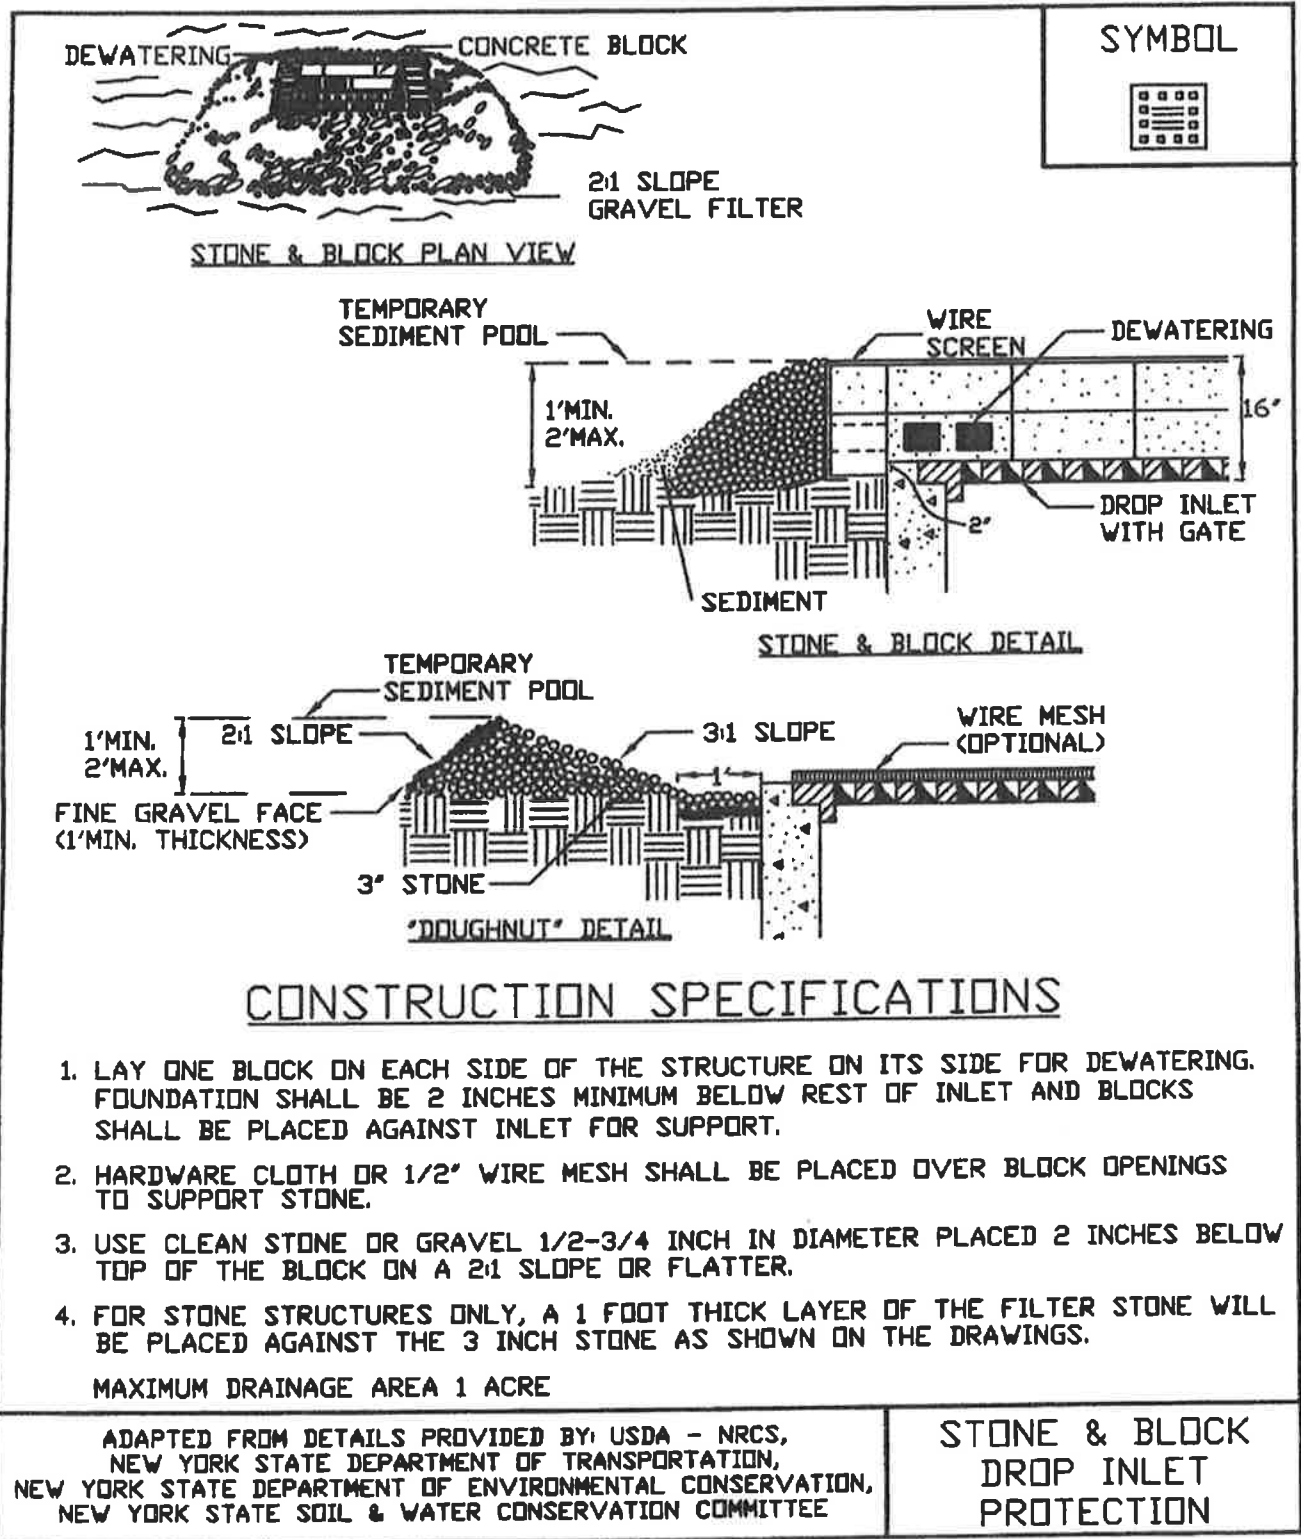 SYMBOL
DEWATERING
CONCRETE BLOCK
2:1 SLOPE
GRAVEL FILTER
STONE & BLOCK PLAN VIEW
TEMPORARY
SEDIMENT POOL
WIRE
SCREEN
DEWATERING
1'MIN.
2'MAX.
16"
DROP INLET
WITH GATE
2"
SEDIMENT
STONE & BLOCK DETAIL
TEMPORARY
SEDIMENT POOL
1'MIN.
2'MAX.
2:1 SLOPE
3:1 SLOPE
WIRE MESH
(OPTIONAL)
1'
FINE GRAVEL FACE
(1'MIN. THICKNESS)
3" STONE
"DOUGHNUT" DETAIL
CONSTRUCTION SPECIFICATIONS
1. LAY ONE BLOCK ON EACH SIDE OF THE STRUCTURE ON ITS SIDE FOR DEWATERING.
FOUNDATION SHALL BE 2 INCHES MINIMUM BELOW REST OF INLET AND BLOCKS
SHALL BE PLACED AGAINST INLET FOR SUPPORT.
2. HARDWARE CLOTH OR 1/2" WIRE MESH SHALL BE PLACED OVER BLOCK OPENINGS
TO SUPPORT STONE.
3. USE CLEAN STONE OR GRAVEL 1/2-3/4 INCH IN DIAMETER PLACED 2 INCHES BELOW
TOP OF THE BLOCK ON A 2:1 SLOPE OR FLATTER.
4. FOR STONE STRUCTURES ONLY, A 1 FOOT THICK LAYER OF THE FILTER STONE WILL
BE PLACED AGAINST THE 3 INCH STONE AS SHOWN ON THE DRAWINGS.
MAXIMUM DRAINAGE AREA 1 ACRE
ADAPTED FROM DETAILS PROVIDED BY: USDA - NRCS,
NEW YORK STATE DEPARTMENT OF TRANSPORTATION,
NEW YORK STATE DEPARTMENT OF ENVIRONMENTAL CONSERVATION,
NEW YORK STATE SOIL & WATER CONSERVATION COMMITTEE
STONE & BLOCK
DROP INLET
PROTECTION